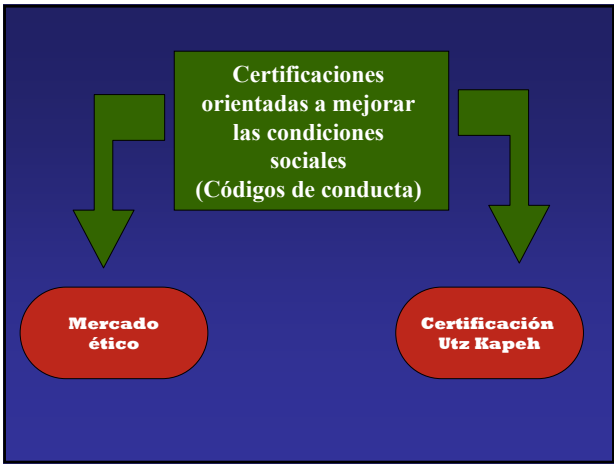 Certificaciones
orientadas a mejorar
las condiciones
sociales
(Códigos de conducta)
Mercado
ético
Certificación
Utz Kapeh